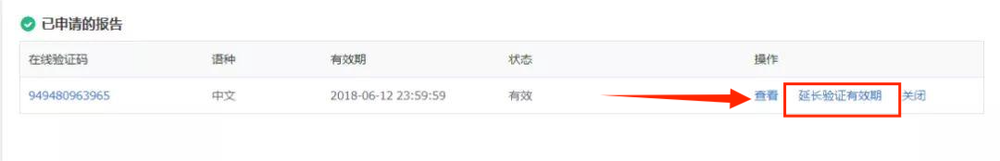 已申请的报告
在线验证码 语种 有效期 状态 操作
949480963965 中文 2018-06-12 23:59:59 有效 查看 延长验证有效期 关闭